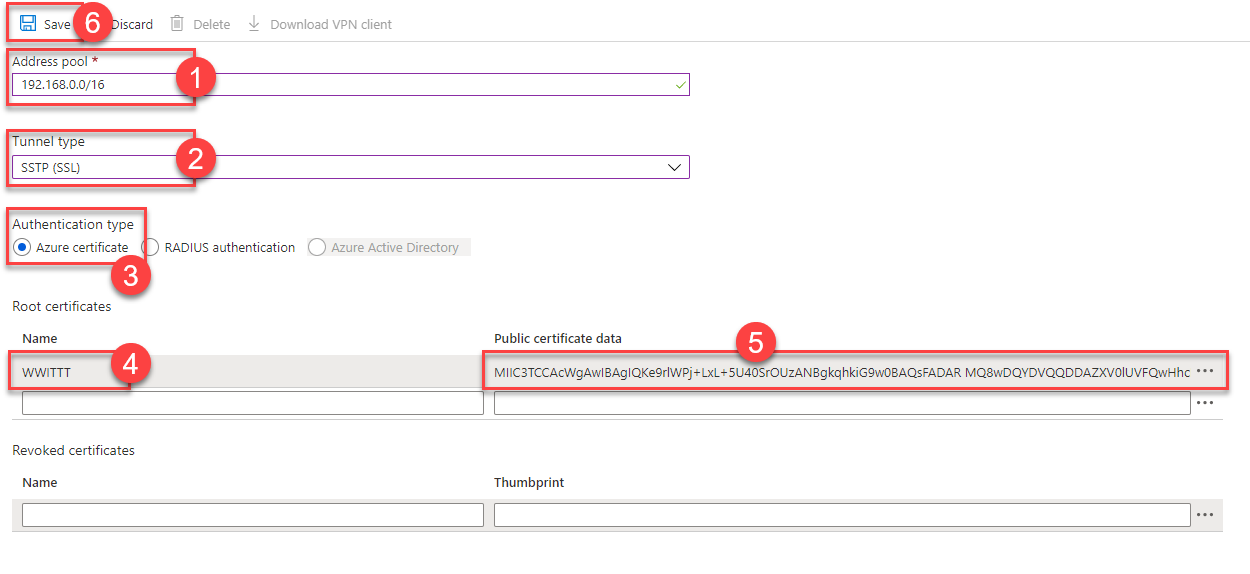 Save 6 Discard Delete Download VPN client
Address pool *
192.168.0.0/16 1
Tunnel type
SSTP (SSL) 2
Authentication type
Azure certificate RADIUS authentication Azure Active Directory
3
Root certificates
Name Public certificate data 5
WWITTT 4 MIIC3TCCAcWgAwIBAgIQKe9rlWPj+LxL+5U40SrOUzANBgkqhkiG9w0BAQsFADAR MQ8wDQYDVQQDDAZXV0lUVFQwHhc ...
...
Revoked certificates
Name Thumbprint
...